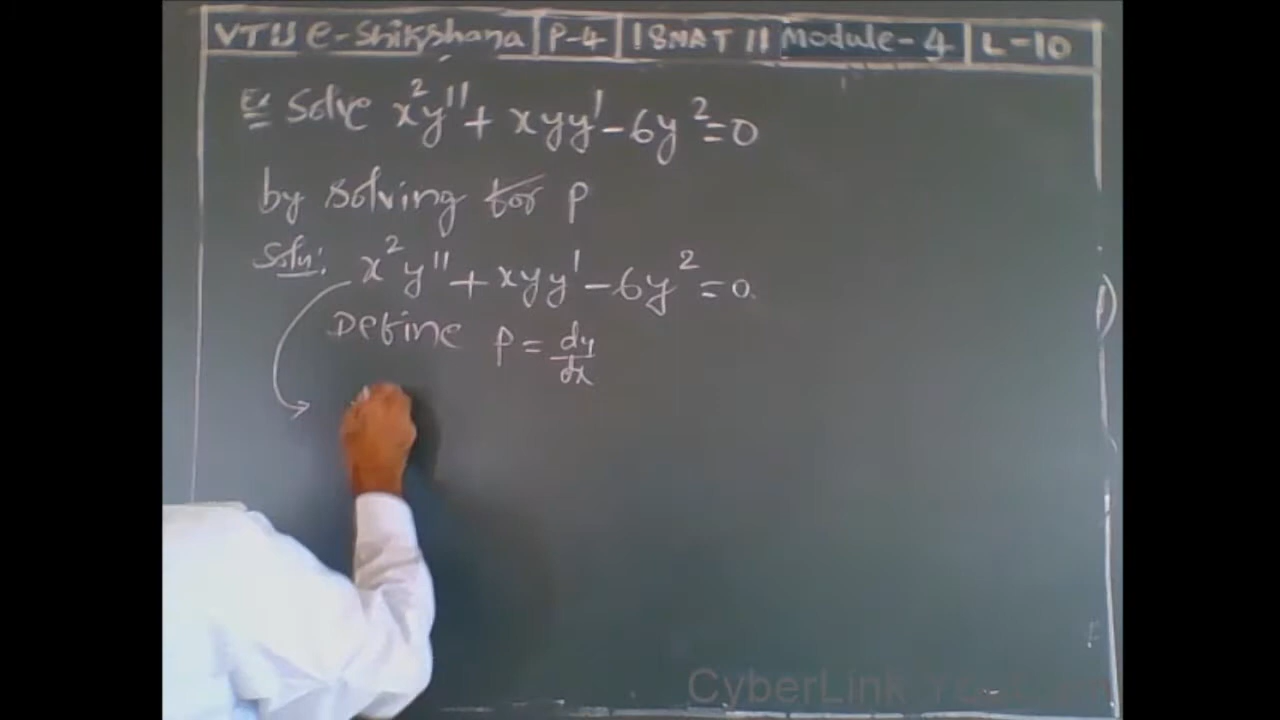 VTU e-Shikshana P-4 18MAT11 Module-4 L-10
Ex Solve x²y'' + xyy' - 6y² = 0
by solving for P
Soln: x²y'' + xyy' - 6y² = 0.
Define P = dy/dx
CyberLink